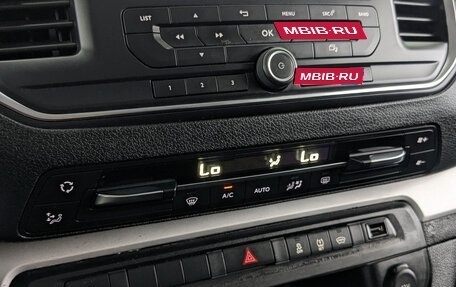 LIST
MENU
SRC
BAND
OK
MBIB-RU
MBIB-RU
1
2
3
Lo
Lo
A/C
AUTO